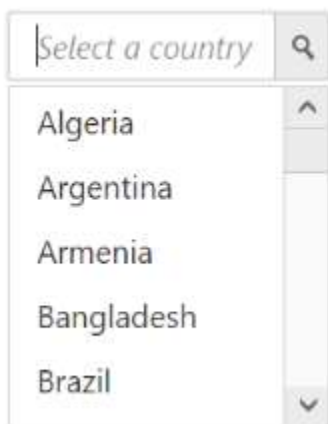 Select a country
Algeria
Argentina
Armenia
Bangladesh
Brazil